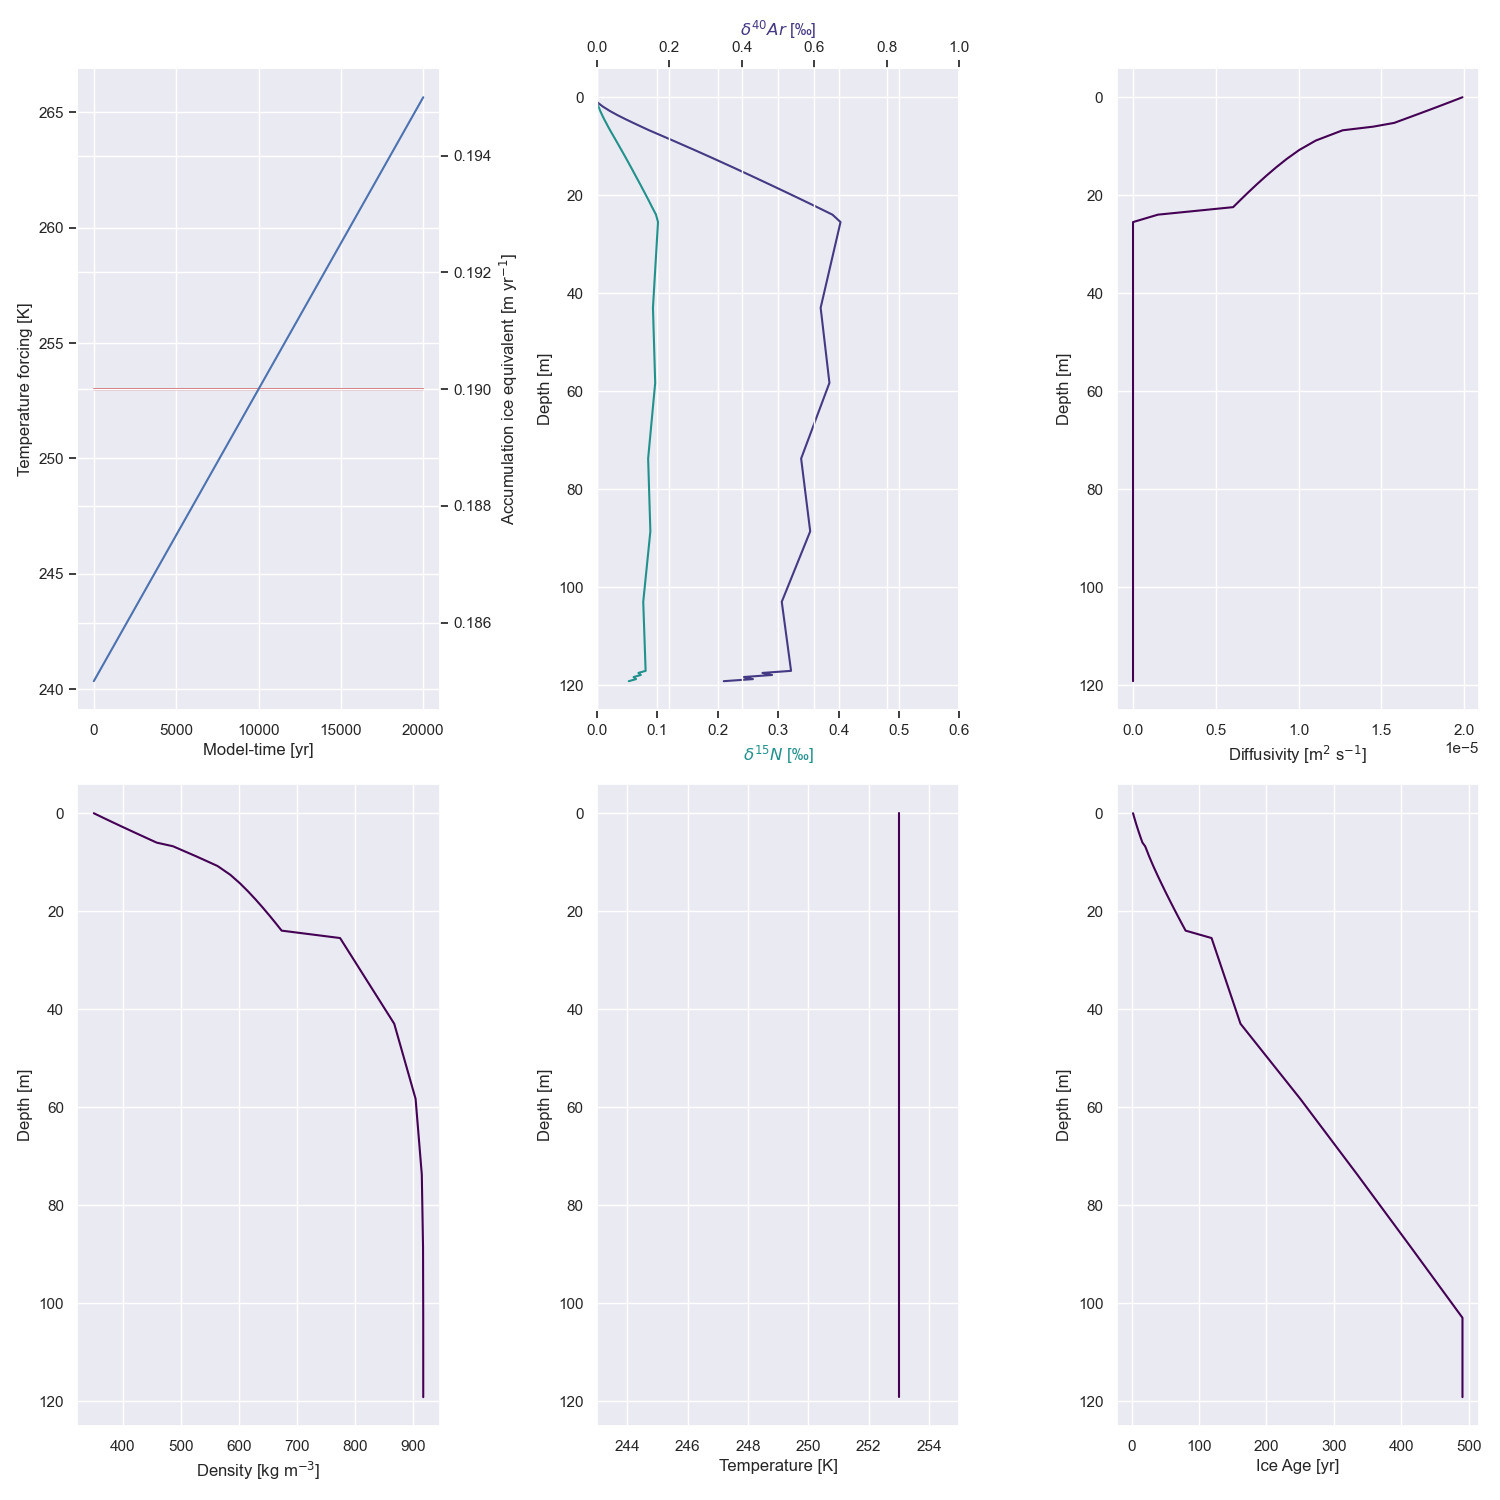 δ⁴⁰Ar [‰]
0.0 0.2 0.4 0.6 0.8 1.0
265
260
255
250
245
240
Temperature forcing [K]
0 5000 10000 15000 20000
Model-time [yr]
0.194
0.192
0.190
0.188
0.186
Accumulation ice equivalent [m yr⁻¹]
0
20
40
60
80
100
120
Depth [m]
0.0 0.1 0.2 0.3 0.4 0.5 0.6
δ¹⁵N [‰]
0
20
40
60
80
100
120
Depth [m]
0.0 0.5 1.0 1.5 2.0
1e−5
Diffusivity [m² s⁻¹]
0
20
40
60
80
100
120
Depth [m]
400 500 600 700 800 900
Density [kg m⁻³]
0
20
40
60
80
100
120
Depth [m]
244 246 248 250 252 254
Temperature [K]
0
20
40
60
80
100
120
Depth [m]
0 100 200 300 400 500
Ice Age [yr]